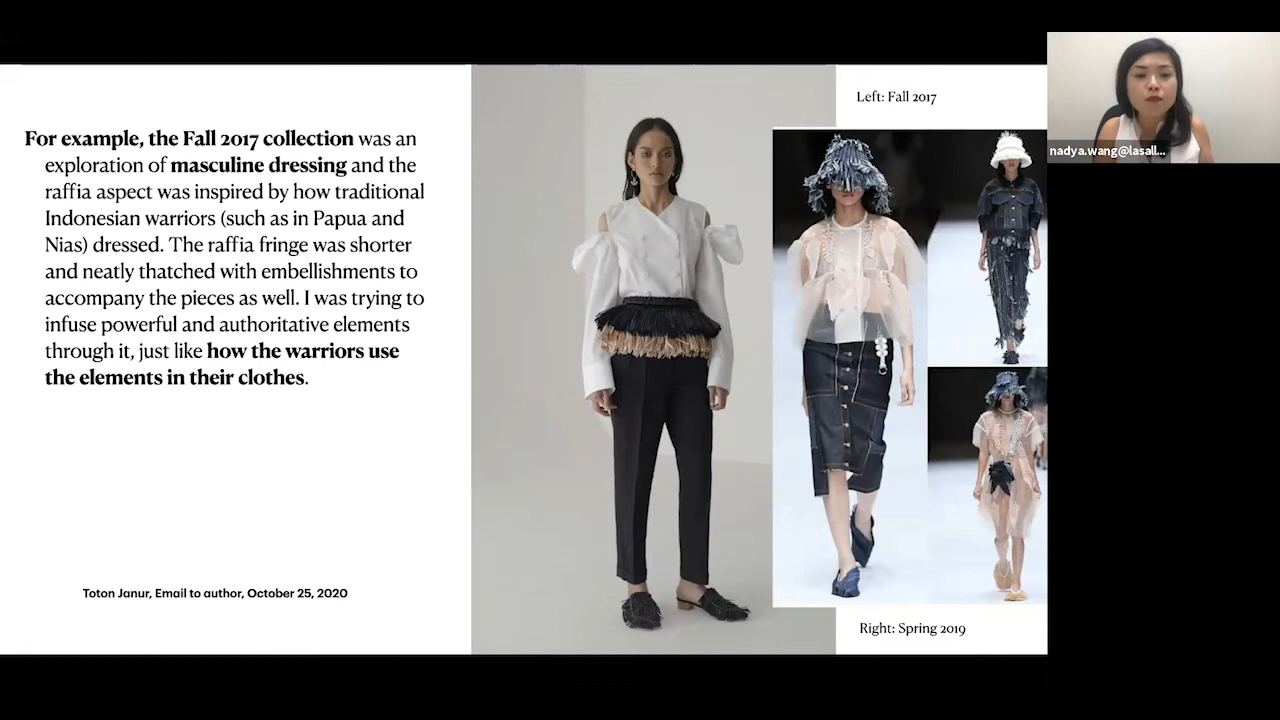 For example, the Fall 2017 collection was an
exploration of masculine dressing and the
raffia aspect was inspired by how traditional
Indonesian warriors (such as in Papua and
Nias) dressed. The raffia fringe was shorter
and neatly thatched with embellishments to
accompany the pieces as well. I was trying to
infuse powerful and authoritative elements
through it, just like how the warriors use
the elements in their clothes.
Toton Janur, Email to author, October 25, 2020
Left: Fall 2017
Right: Spring 2019
nadya.wang@lasall...